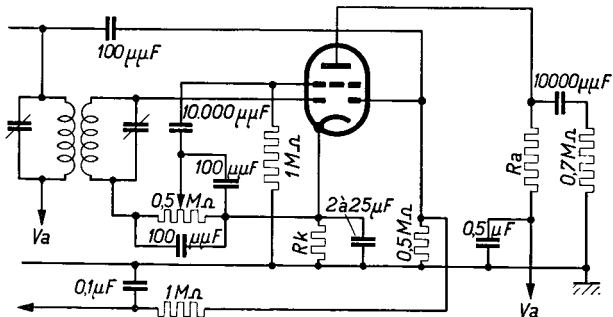 100µµF
10.000µµF
10000µµF
100µµF
1MΩ
Ra
0,7MΩ
0,5MΩ
2à25µF
Va
100µµF
Rk
0,5MΩ
0,5µF
0,1µF
1MΩ
Va